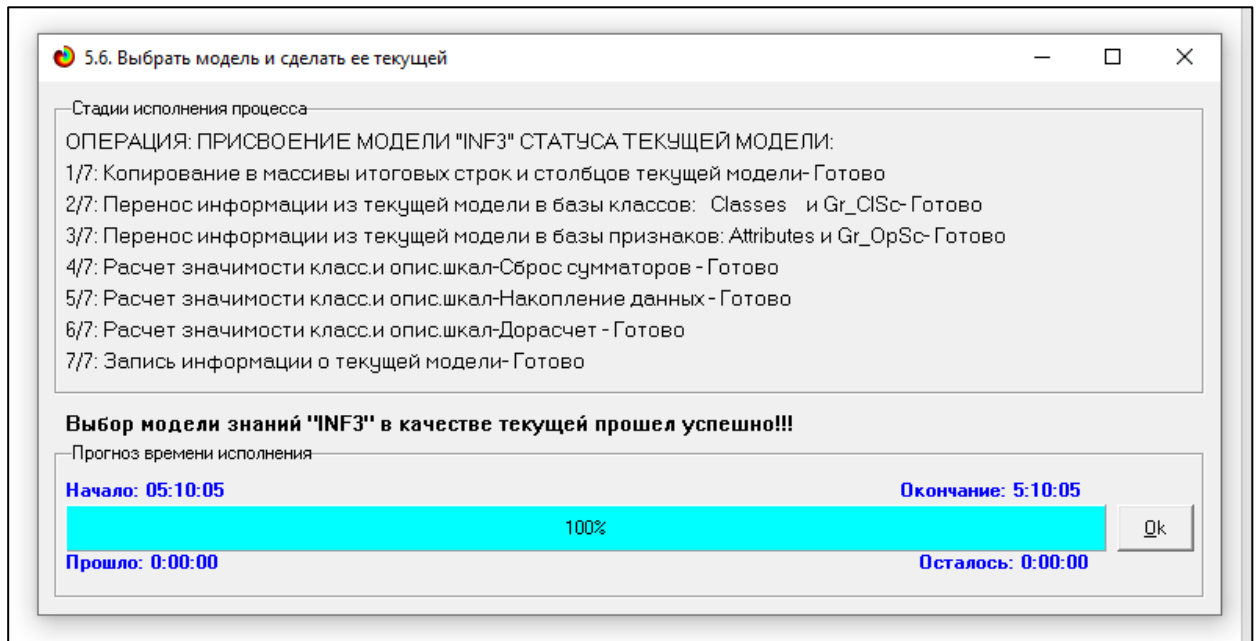 5.6. Выбрать модель и сделать ее текущей
Стадии исполнения процесса
ОПЕРАЦИЯ: ПРИСВОЕНИЕ МОДЕЛИ "INF3" СТАТУСА ТЕКУЩЕЙ МОДЕЛИ:
1/7: Копирование в массивы итоговых строк и столбцов текущей модели- Готово
2/7: Перенос информации из текущей модели в базы классов: Classes и Gr_ClSc- Готово
3/7: Перенос информации из текущей модели в базы признаков: Attributes и Gr_OpSc- Готово
4/7: Расчет значимости класс.и опис.шкал-Сброс сумматоров - Готово
5/7: Расчет значимости класс.и опис.шкал-Накопление данных - Готово
6/7: Расчет значимости класс.и опис.шкал-Дорасчет - Готово
7/7: Запись информации о текущей модели- Готово
Выбор модели знаний "INF3" в качестве текущей прошел успешно!!!
Прогноз времени исполнения
Начало: 05:10:05 Окончание: 5:10:05
100% Ok
Прошло: 0:00:00 Осталось: 0:00:00